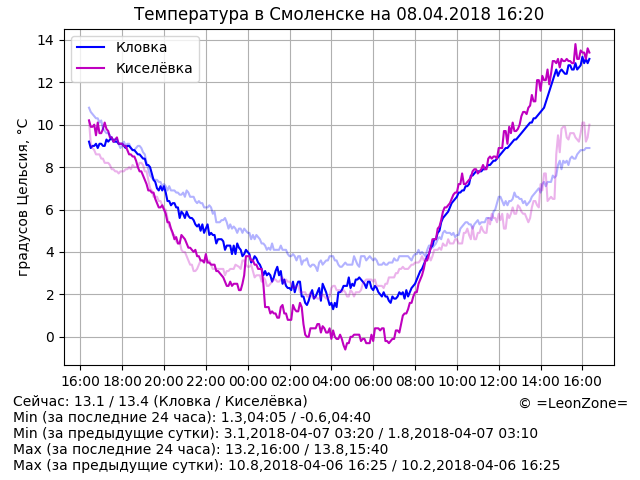 Температура в Смоленске на 08.04.2018 16:20
14
12
10
8
6
4
2
0
градусов Цельсия, °C
Кловка
Киселёвка
16:00 18:00 20:00 22:00 00:00 02:00 04:00 06:00 08:00 10:00 12:00 14:00 16:00
Сейчас: 13.1 / 13.4 (Кловка / Киселёвка)
© =LeonZone=
Min (за последние 24 часа): 1.3,04:05 / -0.6,04:40
Min (за предыдущие сутки): 3.1,2018-04-07 03:20 / 1.8,2018-04-07 03:10
Max (за последние 24 часа): 13.2,16:00 / 13.8,15:40
Max (за предыдущие сутки): 10.8,2018-04-06 16:25 / 10.2,2018-04-06 16:25